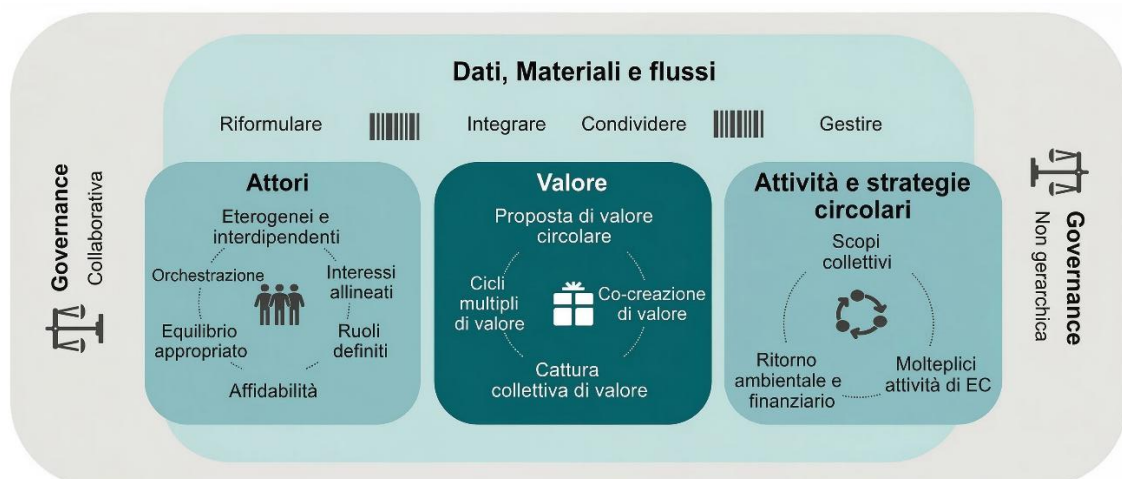 Dati, Materiali e flussi
Riformulare
Integrare
Condividere
Gestire
Governance
Collaborativa
Attori
Eterogenei e
interdipendenti
Orchestrazione
Interessi
allineati
Equilibrio
appropriato
Ruoli
definiti
Affidabilità
Valore
Proposta di valore
circolare
Cicli
multipli
di valore
Co-creazione
di valore
Cattura
collettiva di valore
Attività e strategie
circolari
Scopi
collettivi
Ritorno
ambientale e
finanziario
Molteplici
attività di EC
Governance
Non gerarchica